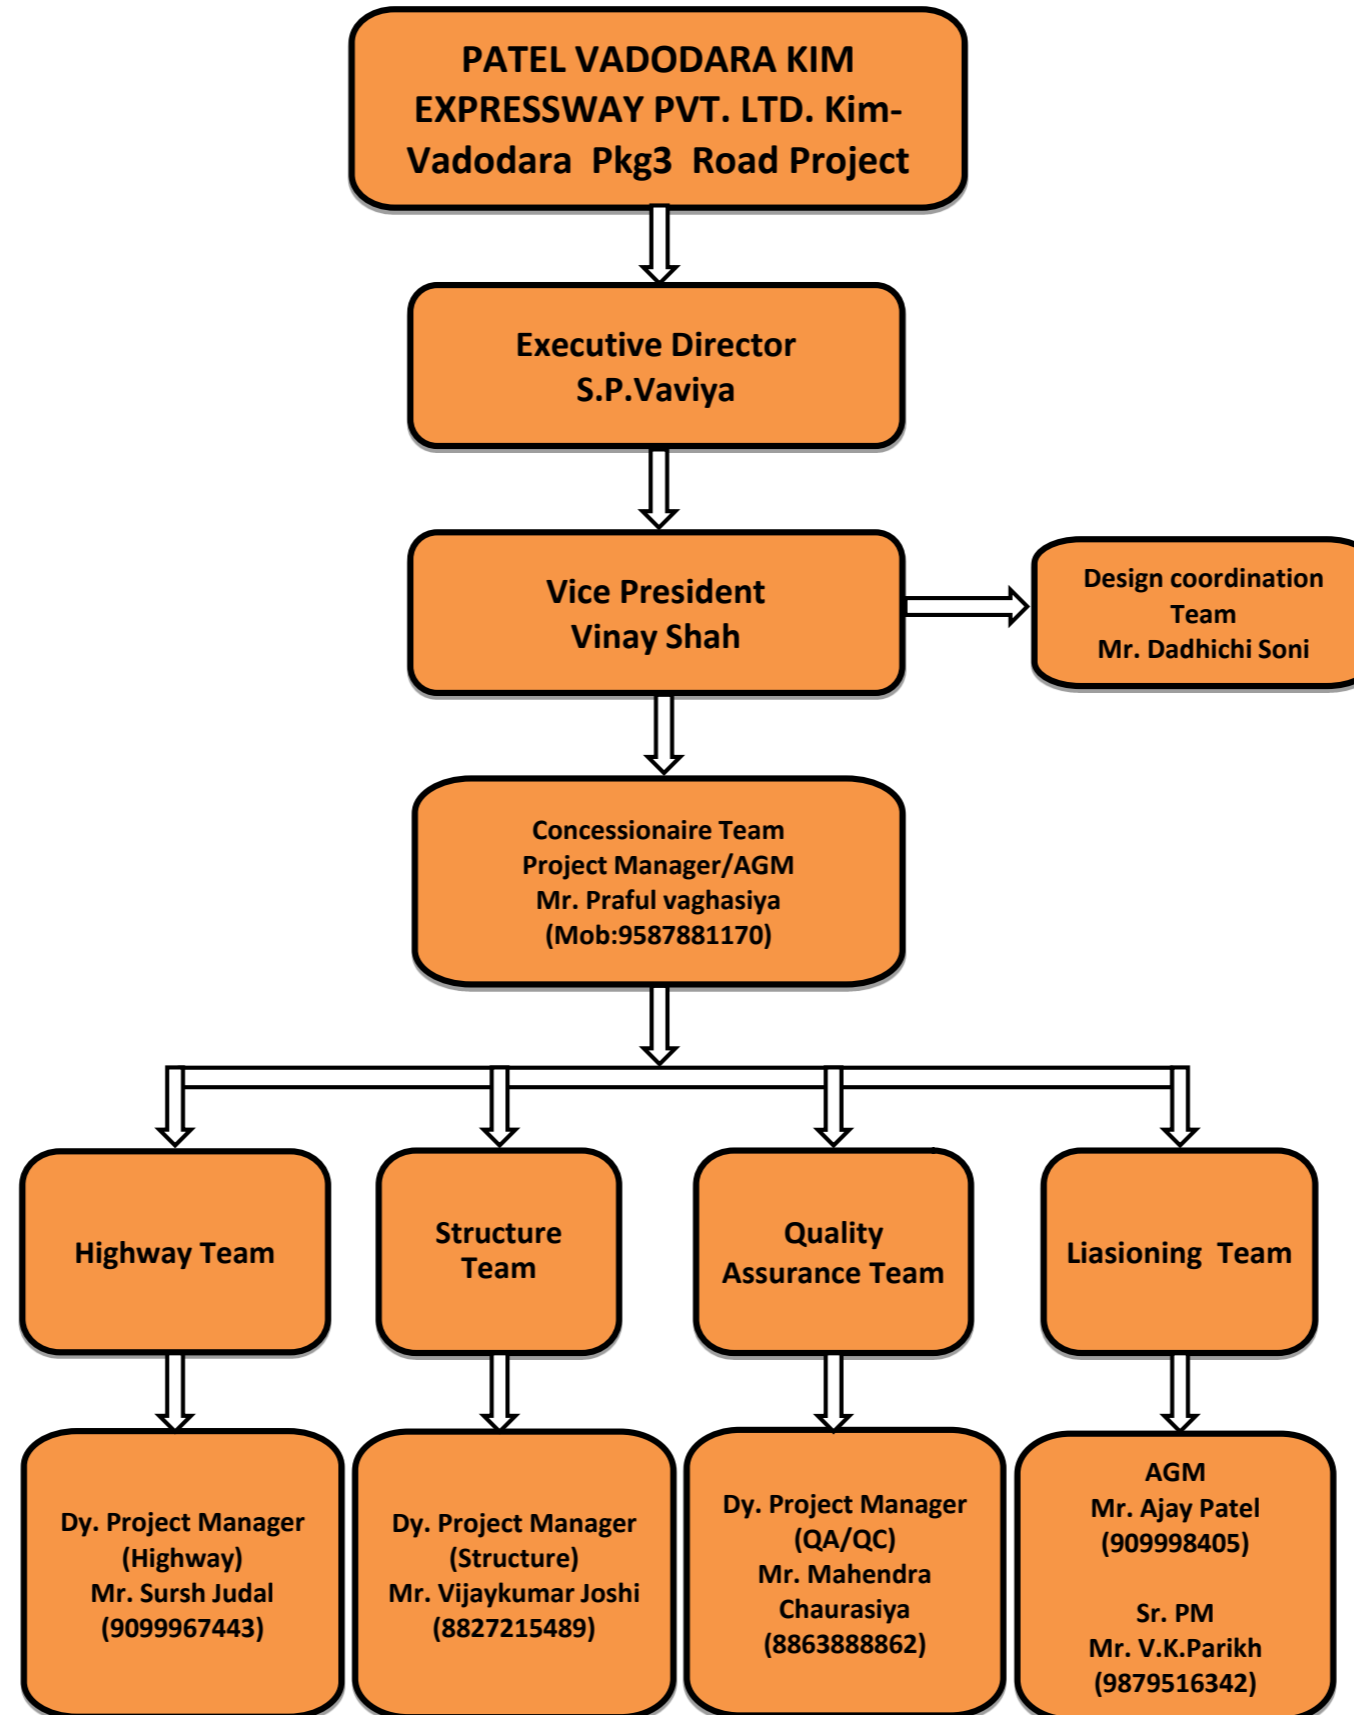 PATEL VADODARA KIM
EXPRESSWAY PVT. LTD. Kim-
Vadodara Pkg3 Road Project
Executive Director
S.P.Vaviya
Vice President
Vinay Shah
Design coordination
Team
Mr. Dadhichi Soni
Concessionaire Team
Project Manager/AGM
Mr. Praful vaghasiya
(Mob:9587881170)
Highway Team
Structure
Team
Quality
Assurance Team
Liasioning Team
Dy. Project Manager
(Highway)
Mr. Sursh Judal
(9099967443)
Dy. Project Manager
(Structure)
Mr. Vijaykumar Joshi
(8827215489)
Dy. Project Manager
(QA/QC)
Mr. Mahendra
Chaurasiya
(8863888862)
AGM
Mr. Ajay Patel
(909998405)
Sr. PM
Mr. V.K.Parikh
(9879516342)